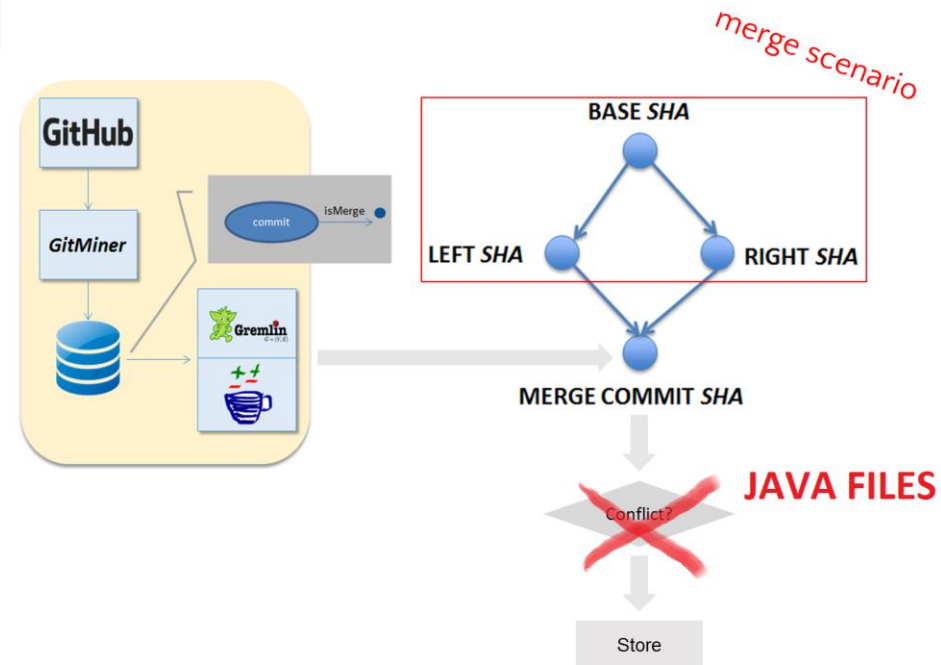 merge scenario
GitHub
GitMiner
commit
isMerge
Gremlin
G = (V, E)
BASE SHA
LEFT SHA
RIGHT SHA
MERGE COMMIT SHA
JAVA FILES
Conflict?
Store